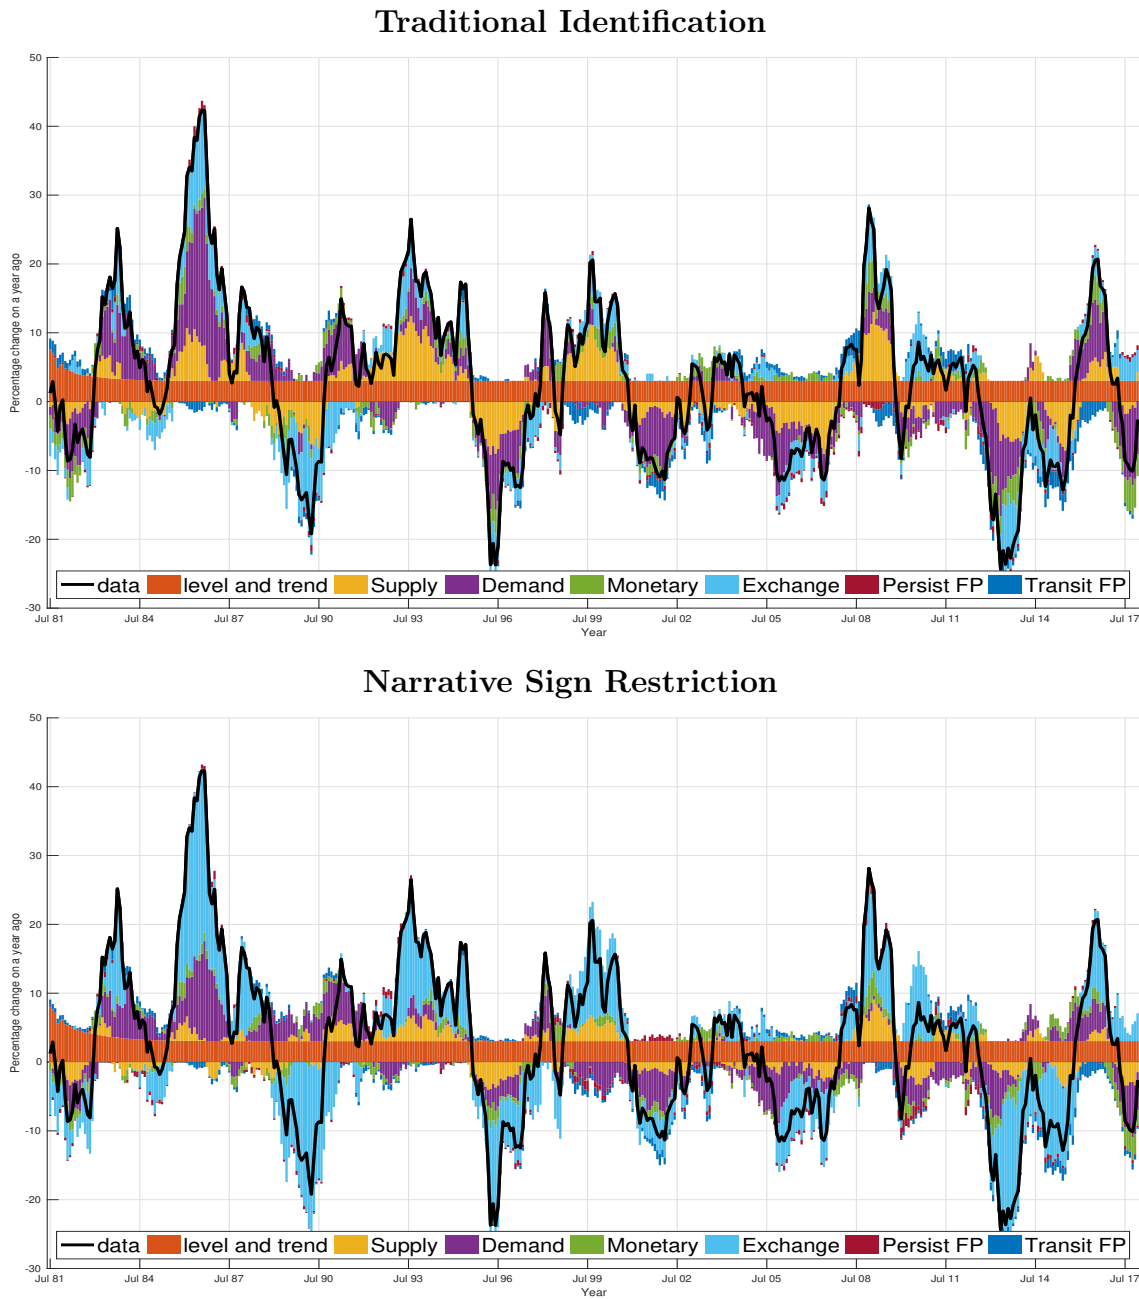 Traditional Identification
50
40
30
20
10
0
-10
-20
-30
Percentage change on a year ago
data level and trend Supply Demand Monetary Exchange Persist FP Transit FP
Jul 81 Jul 84 Jul 87 Jul 90 Jul 93 Jul 96 Jul 99 Jul 02 Jul 05 Jul 08 Jul 11 Jul 14 Jul 17
Year
Narrative Sign Restriction
50
40
30
20
10
0
-10
-20
-30
Percentage change on a year ago
data level and trend Supply Demand Monetary Exchange Persist FP Transit FP
Jul 81 Jul 84 Jul 87 Jul 90 Jul 93 Jul 96 Jul 99 Jul 02 Jul 05 Jul 08 Jul 11 Jul 14 Jul 17
Year